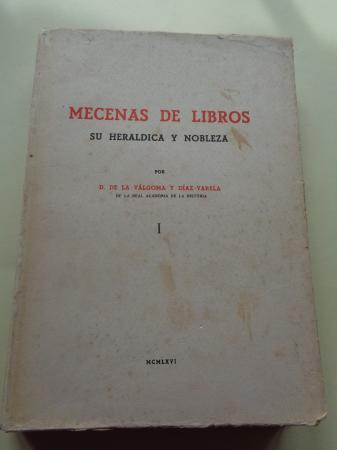 MECENAS DE LIBROS
SU HERALDICA Y NOBLEZA
POR
D. DE LA VÁLGOMA Y DÍAZ-VARELA
DE LA REAL ACADEMIA DE LA HISTORIA
I
MCMLXVI